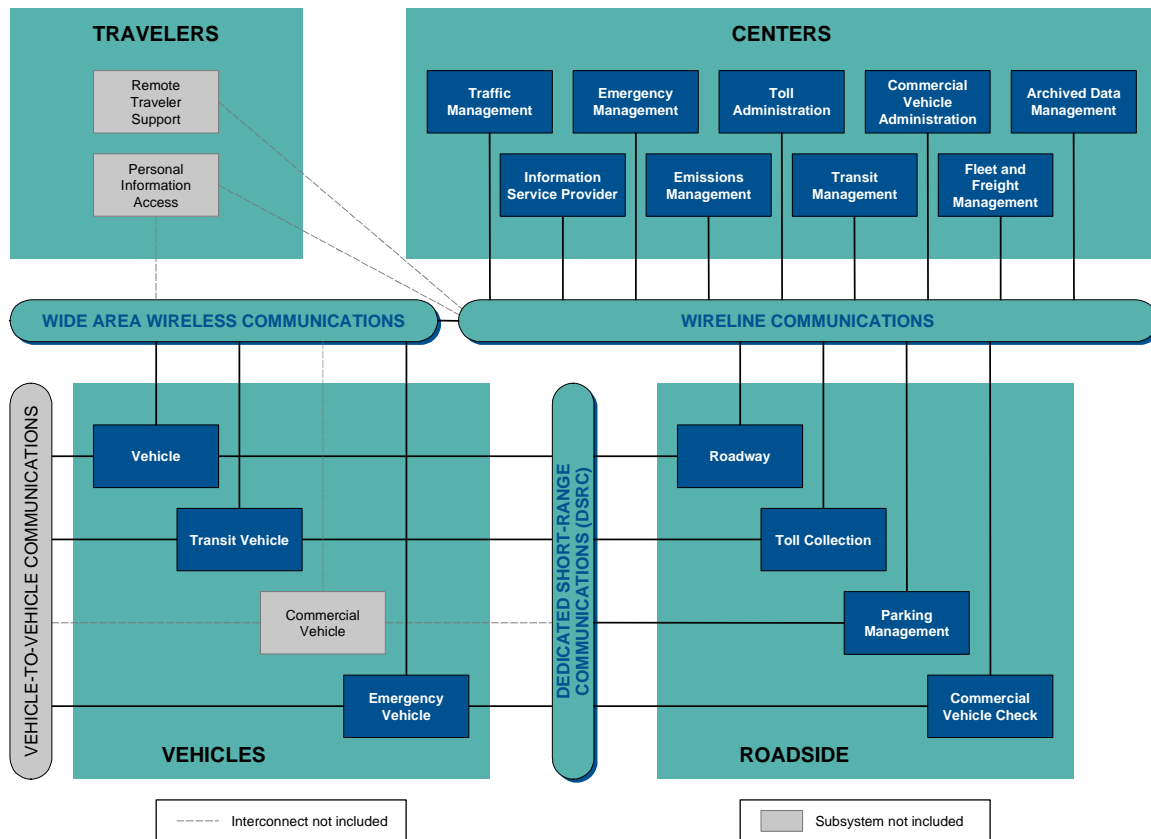 TRAVELERS
Remote
Traveler
Support
Personal
Information
Access
CENTERS
Traffic
Management
Emergency
Management
Toll
Administration
Commercial
Vehicle
Administration
Archived Data
Management
Information
Service Provider
Emissions
Management
Transit
Management
Fleet and
Freight
Management
WIDE AREA WIRELESS COMMUNICATIONS
WIRELINE COMMUNICATIONS
VEHICLE-TO-VEHICLE COMMUNICATIONS
Vehicle
Transit Vehicle
Commercial
Vehicle
Emergency
Vehicle
VEHICLES
DEDICATED SHORT-RANGE
COMMUNICATIONS (DSRC)
Roadway
Toll Collection
Parking
Management
Commercial
Vehicle Check
ROADSIDE
Interconnect not included
Subsystem not included